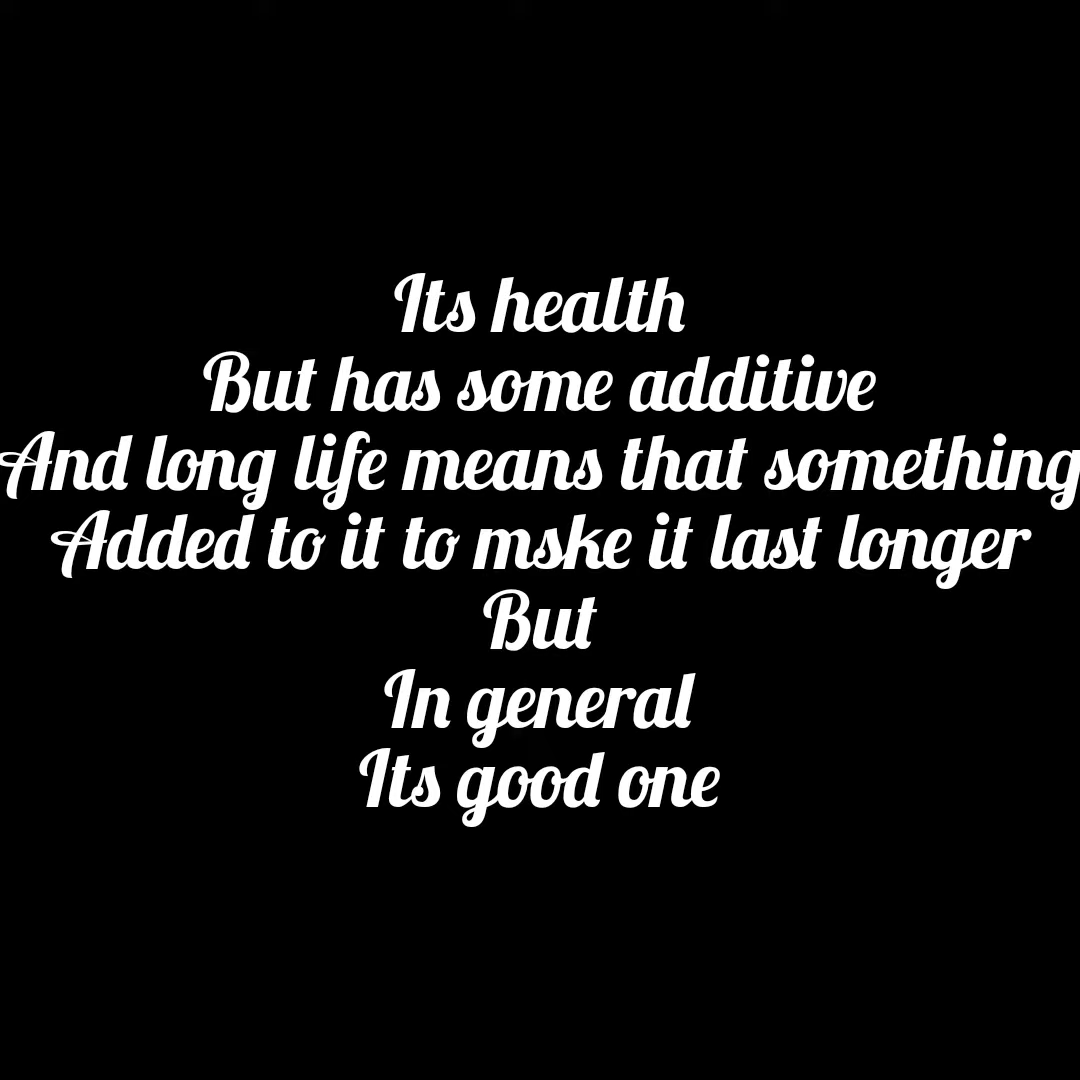 Its health
But has some additive
And long life means that something
Added to it to mske it last longer
But
In general
Its good one